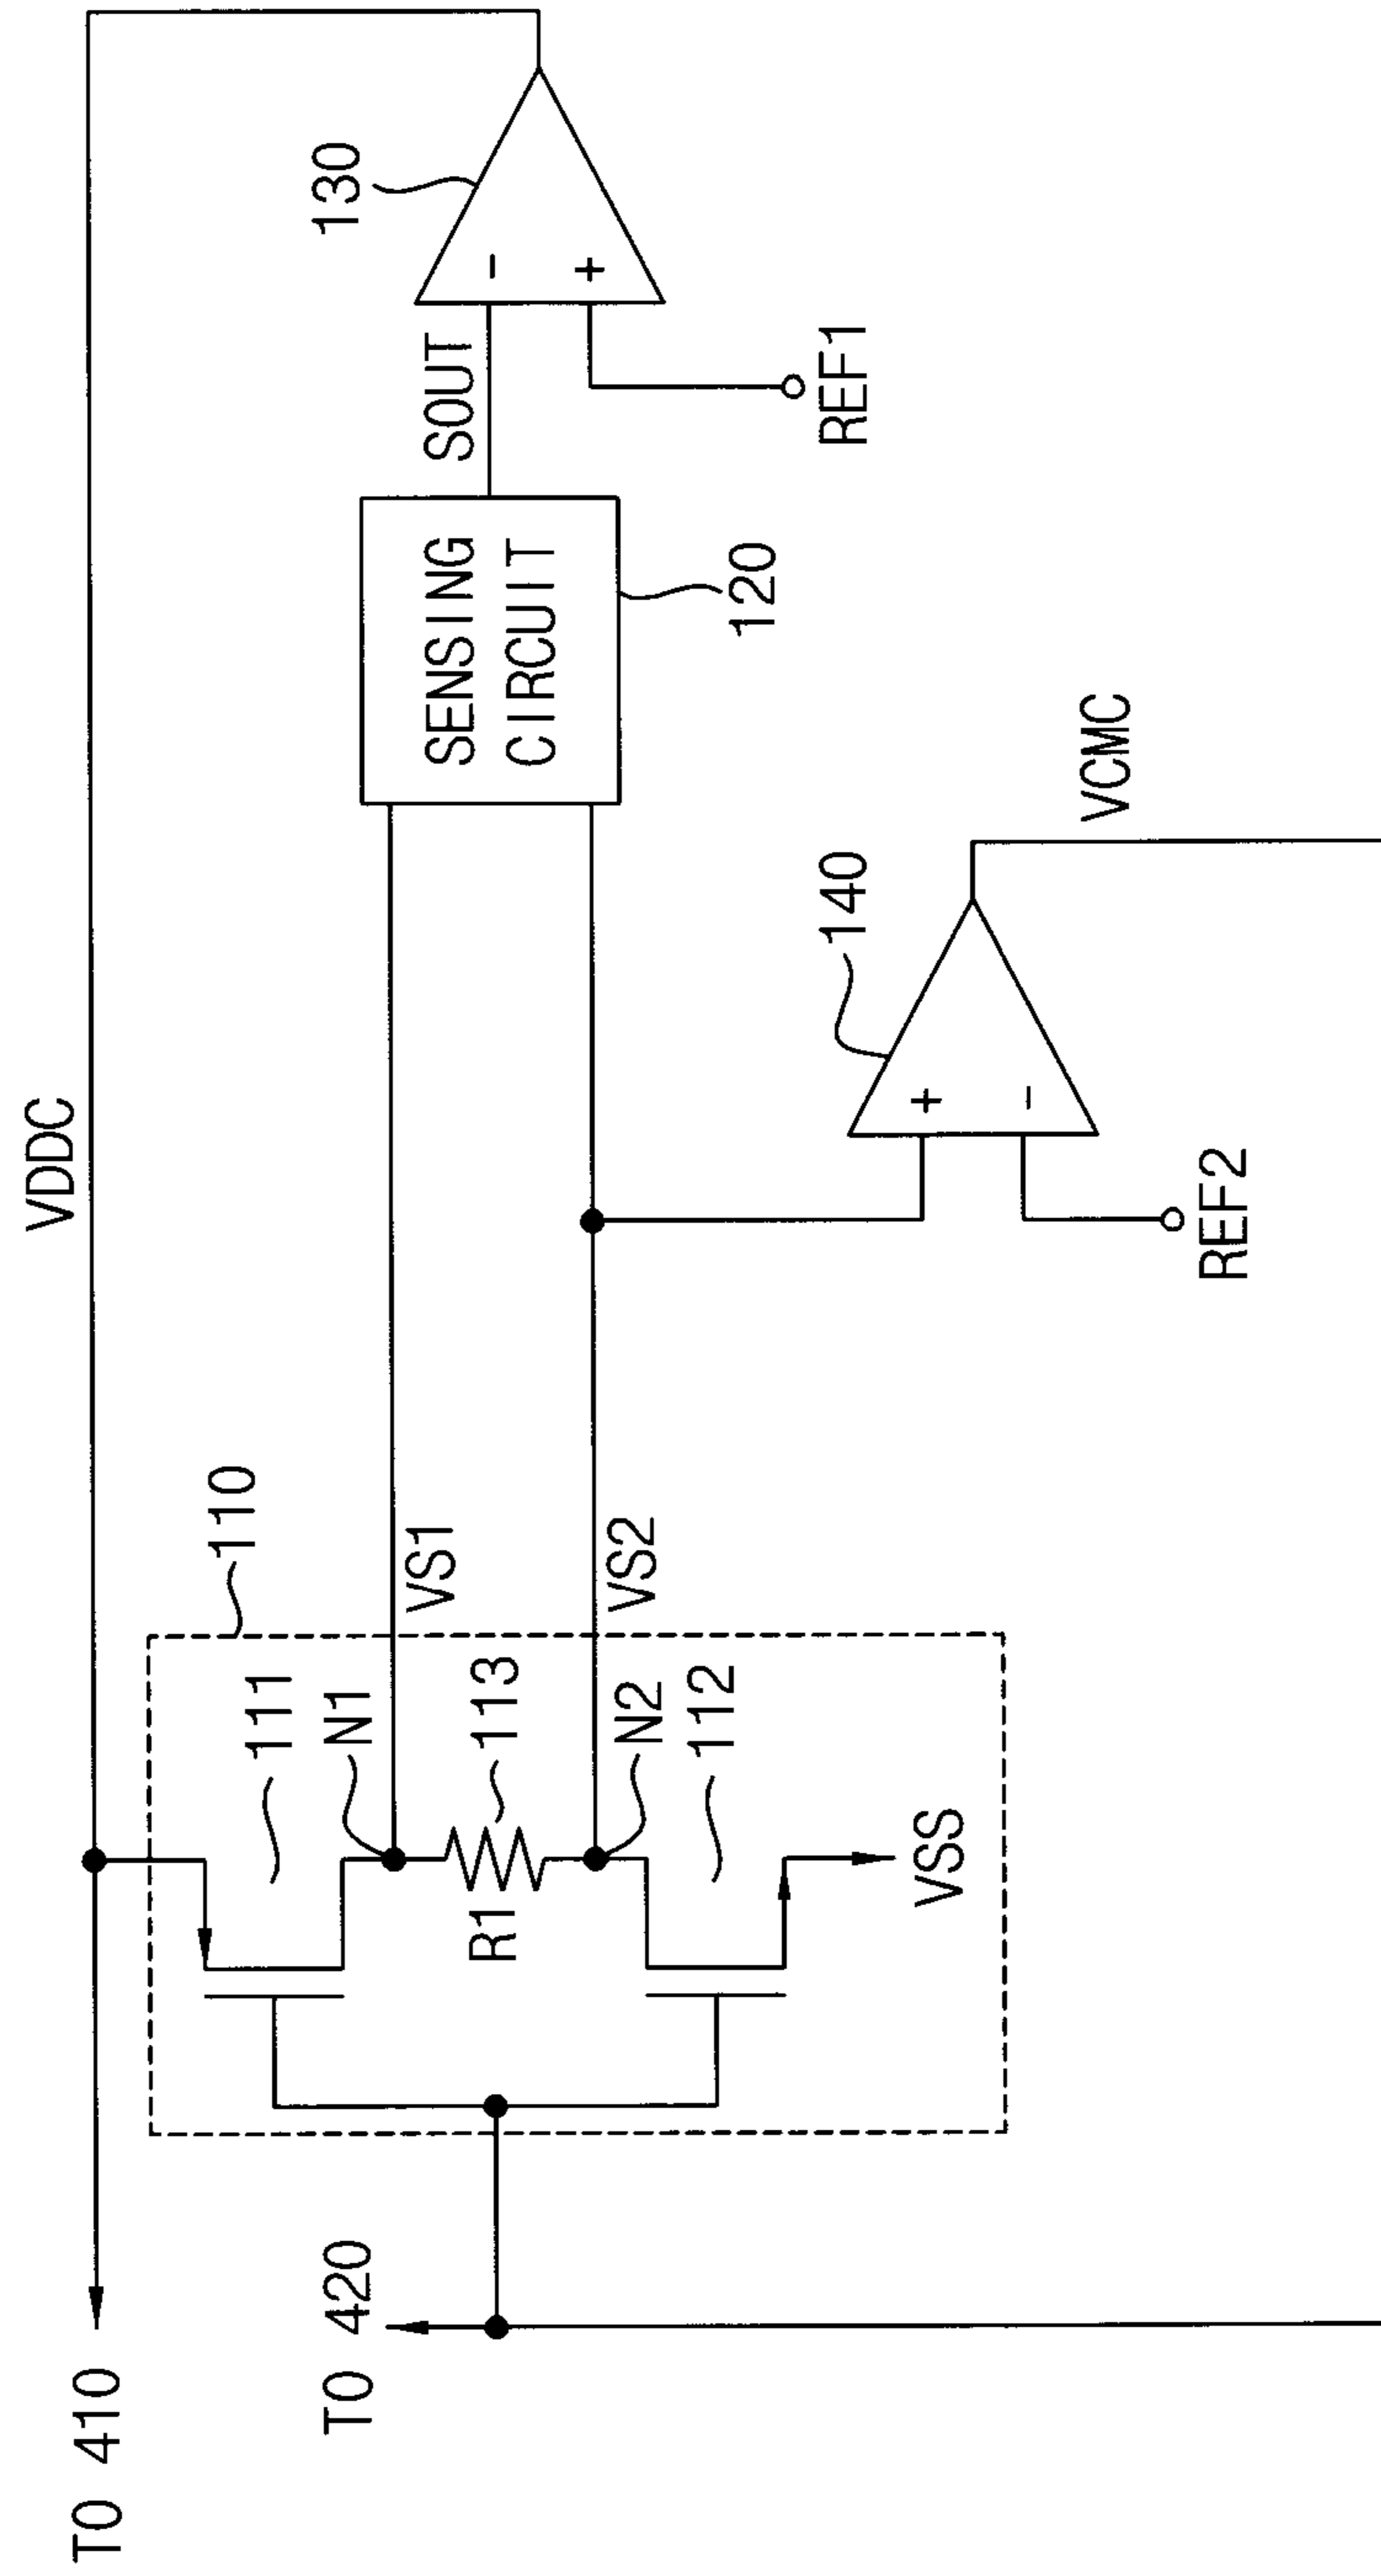 VDDC
TO 410
110
111
N1
VS1
SENSING
CIRCUIT
SOUT
130
-
+
TO 420
R1
113
VS2
N2
112
120
REF1
VSS
140
+
-
VCMC
REF2